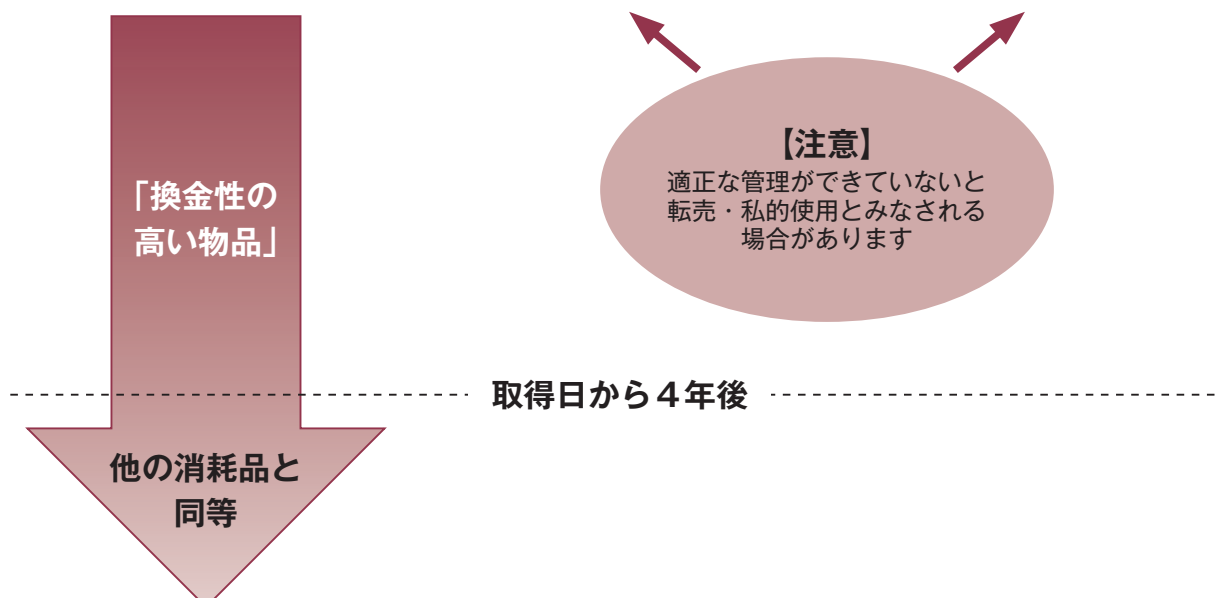 【注意】
適正な管理ができていないと
転売・私的使用とみなされる
場合があります
「換金性の
高い物品」
取得日から４年後
他の消耗品と
同等